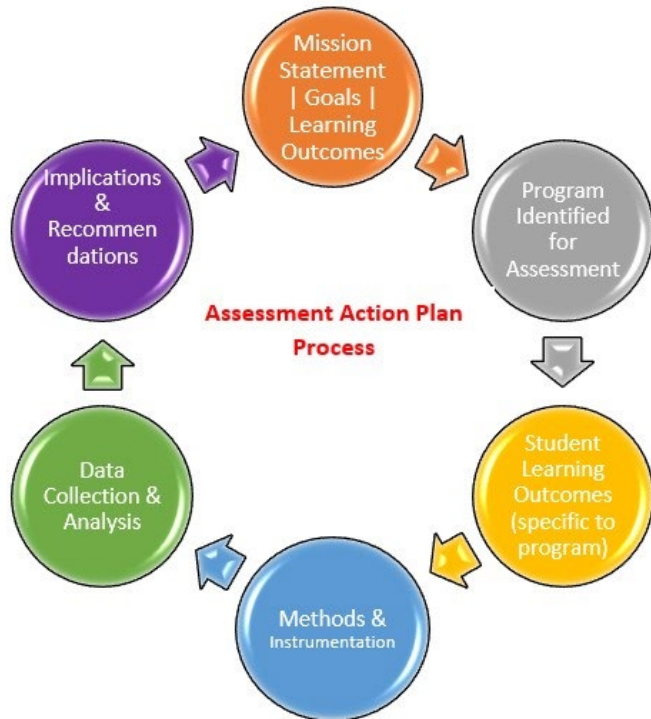 Mission
Statement
| Goals |
Learning
Outcomes
Program
Identified
for
Assessment
Student
Learning
Outcomes
(specific to
program)
Methods &
Instrumentation
Data
Collection &
Analysis
Implications
&
Recommen
dations
Assessment Action Plan
Process